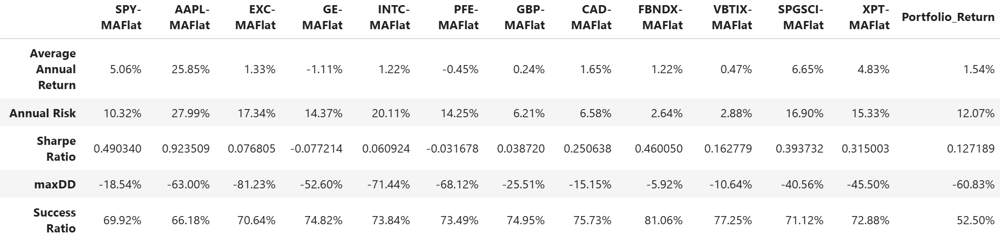 SPY- AAPL- EXC- GE- INTC- PFE- GBP- CAD- FBNDX- VBTIX- SPGSCI- XPT- Portfolio_Return
MAFlat MAFlat MAFlat MAFlat MAFlat MAFlat MAFlat MAFlat MAFlat MAFlat MAFlat MAFlat
Average
Annual 5.06% 25.85% 1.33% -1.11% 1.22% -0.45% 0.24% 1.65% 1.22% 0.47% 6.65% 4.83% 1.54%
Return
Annual Risk 10.32% 27.99% 17.34% 14.37% 20.11% 14.25% 6.21% 6.58% 2.64% 2.88% 16.90% 15.33% 12.07%
Sharpe
Ratio 0.490340 0.923509 0.076805 -0.077214 0.060924 -0.031678 0.038720 0.250638 0.460050 0.162779 0.393732 0.315003 0.127189
maxDD -18.54% -63.00% -81.23% -52.60% -71.44% -68.12% -25.51% -15.15% -5.92% -10.64% -40.56% -45.50% -60.83%
Success
Ratio 69.92% 66.18% 70.64% 74.82% 73.84% 73.49% 74.95% 75.73% 81.06% 77.25% 71.12% 72.88% 52.50%